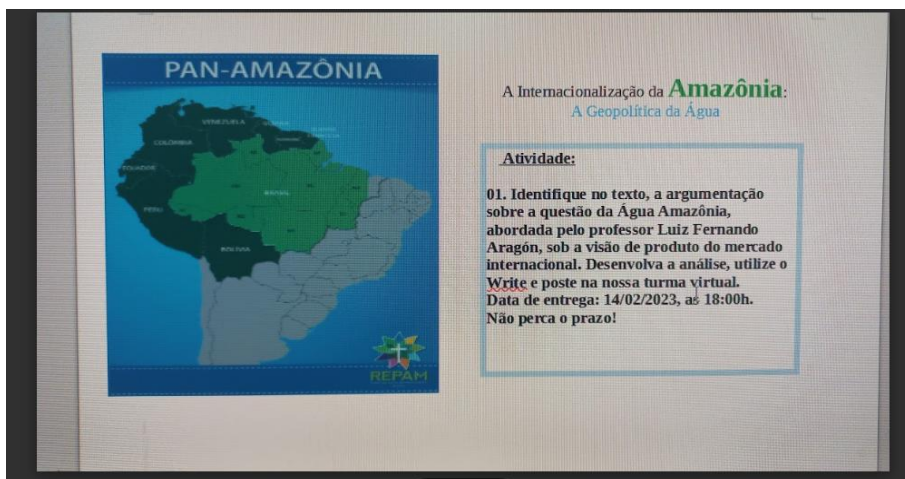 PAN-AMAZÔNIA
VENEZUELA
COLÔMBIA
EQUADOR
PERU
BRASIL
BOLÍVIA
REPAM
A Internacionalização da Amazônia:
A Geopolítica da Água
Atividade:
01. Identifique no texto, a argumentação
sobre a questão da Água Amazônia,
abordada pelo professor Luiz Fernando
Aragón, sob a visão de produto do mercado
internacional. Desenvolva a análise, utilize o
Write e poste na nossa turma virtual.
Data de entrega: 14/02/2023, as 18:00h.
Não perca o prazo!